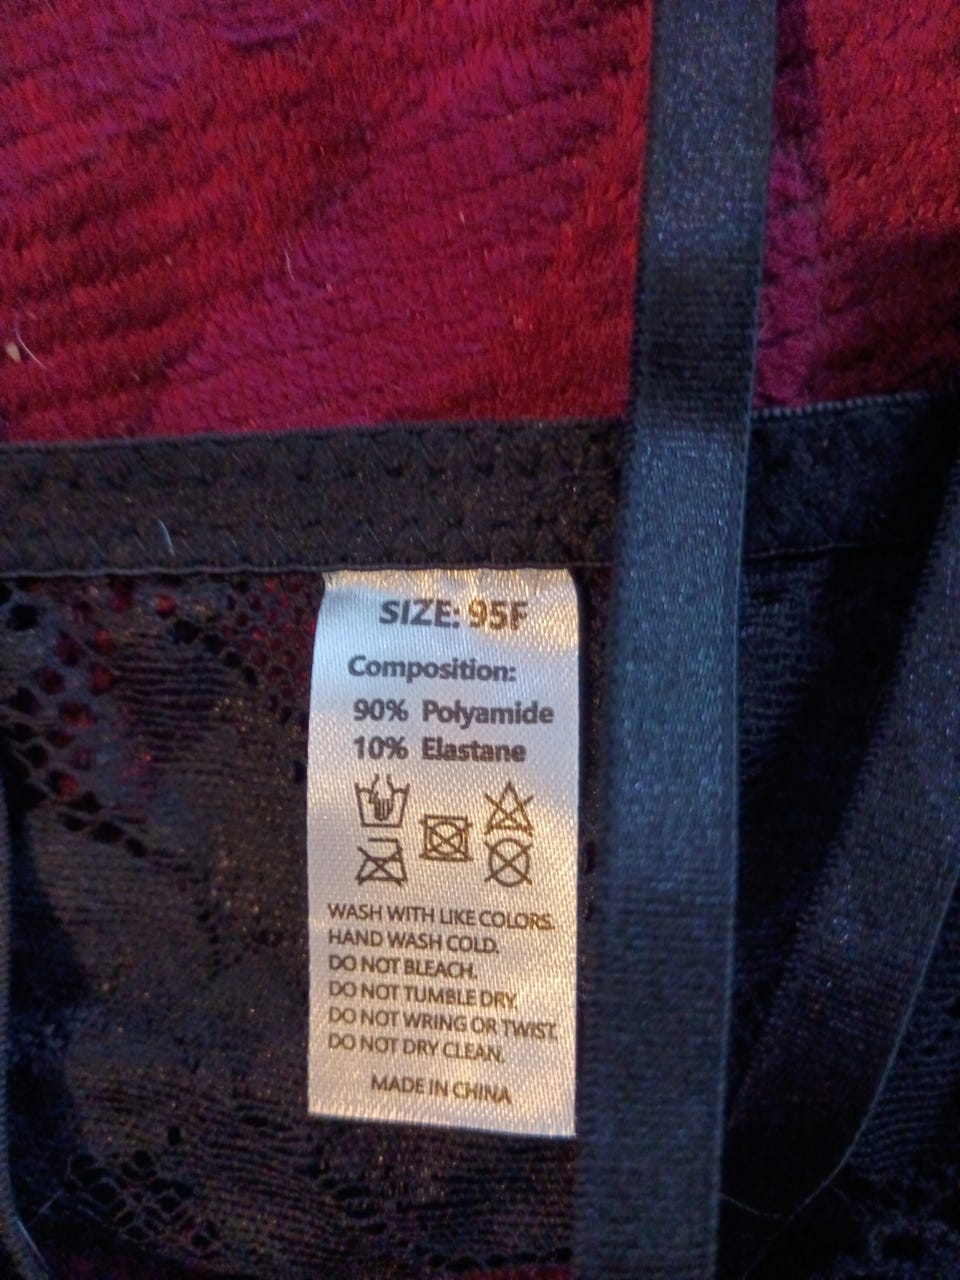 SIZE: 95F
Composition:
90% Polyamide
10% Elastane
WASH WITH LIKE COLORS.
HAND WASH COLD.
DO NOT BLEACH.
DO NOT TUMBLE DRY.
DO NOT WRING OR TWIST.
DO NOT DRY CLEAN.
MADE IN CHINA